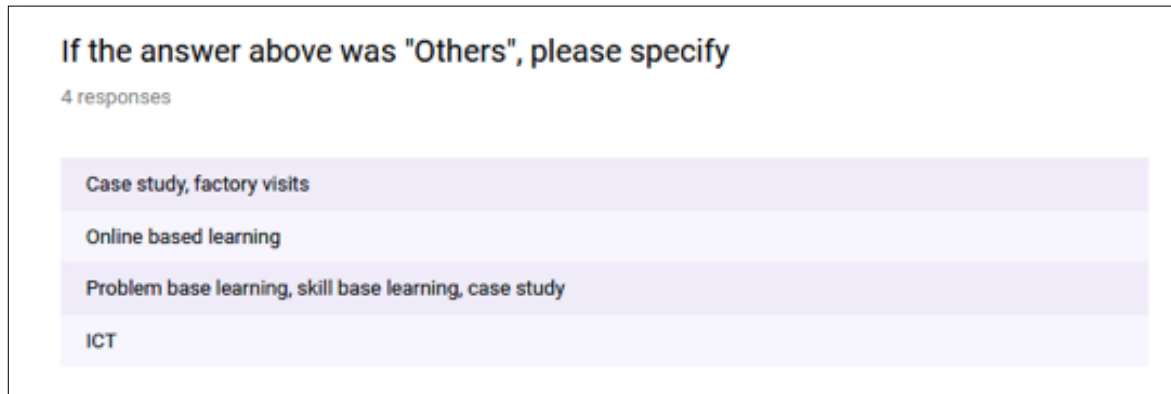 If the answer above was "Others", please specify
4 responses
Case study, factory visits
Online based learning
Problem base learning, skill base learning, case study
ICT